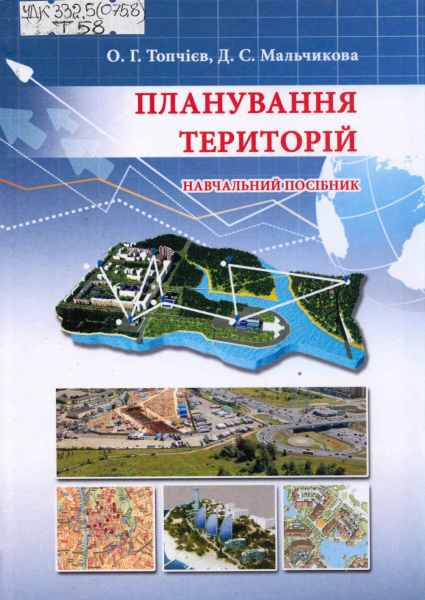 УДК 332.5(075.8)
Т 58
О. Г. Топчієв, Д. С. Мальчикова
ПЛАНУВАННЯ
ТЕРИТОРІЙ
НАВЧАЛЬНИЙ ПОСІБНИК